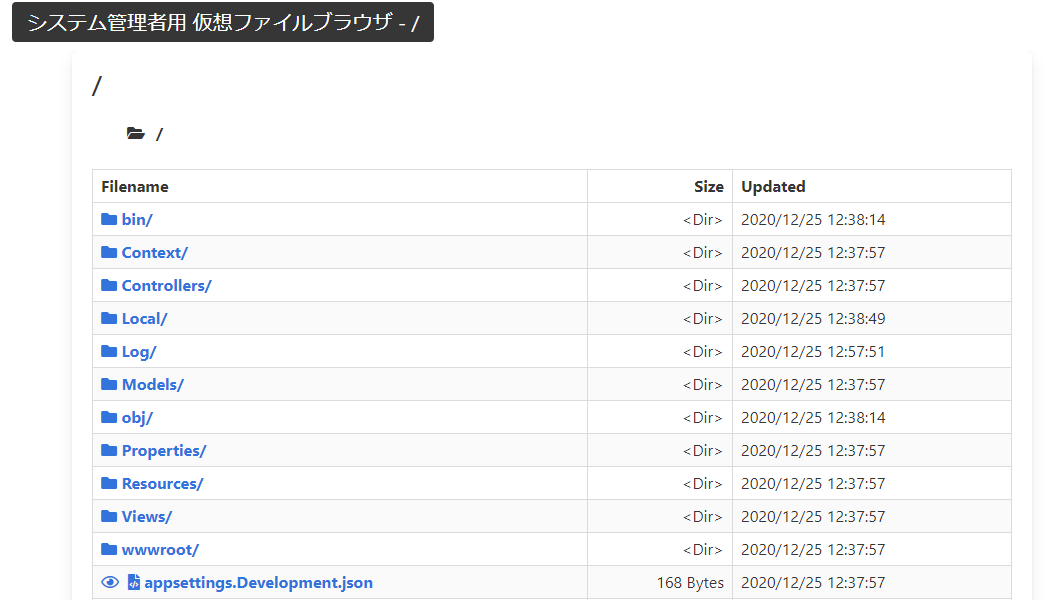 システム管理者用 仮想ファイルブラウザ - /
/
/
Filename Size Updated
bin/ <Dir> 2020/12/25 12:38:14
Context/ <Dir> 2020/12/25 12:37:57
Controllers/ <Dir> 2020/12/25 12:37:57
Local/ <Dir> 2020/12/25 12:38:49
Log/ <Dir> 2020/12/25 12:57:51
Models/ <Dir> 2020/12/25 12:37:57
obj/ <Dir> 2020/12/25 12:38:14
Properties/ <Dir> 2020/12/25 12:37:57
Resources/ <Dir> 2020/12/25 12:37:57
Views/ <Dir> 2020/12/25 12:37:57
wwwroot/ <Dir> 2020/12/25 12:37:57
appsettings.Development.json 168 Bytes 2020/12/25 12:37:57